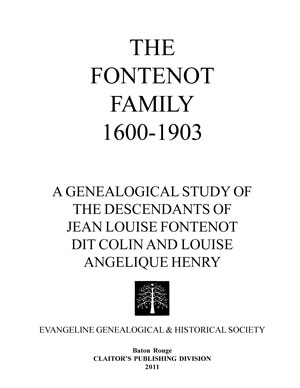 THE
FONTENOT
FAMILY
1600-1903
A GENEALOGICAL STUDY OF
THE DESCENDANTS OF
JEAN LOUISE FONTENOT
DIT COLIN AND LOUISE
ANGELIQUE HENRY
EVANGELINE GENEALOGICAL & HISTORICAL SOCIETY
Baton Rouge
CLAITOR'S PUBLISHING DIVISION
2011